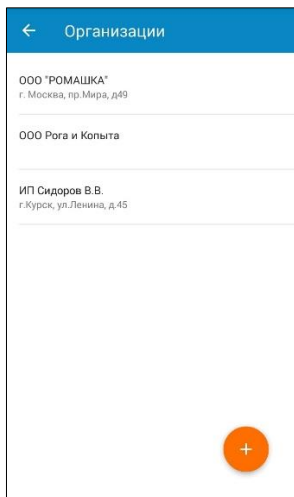 Организации
ООО "РОМАШКА"
г. Москва, пр.Мира, д49
ООО Рога и Копыта
ИП Сидоров В.В.
г.Курск, ул.Ленина, д.45